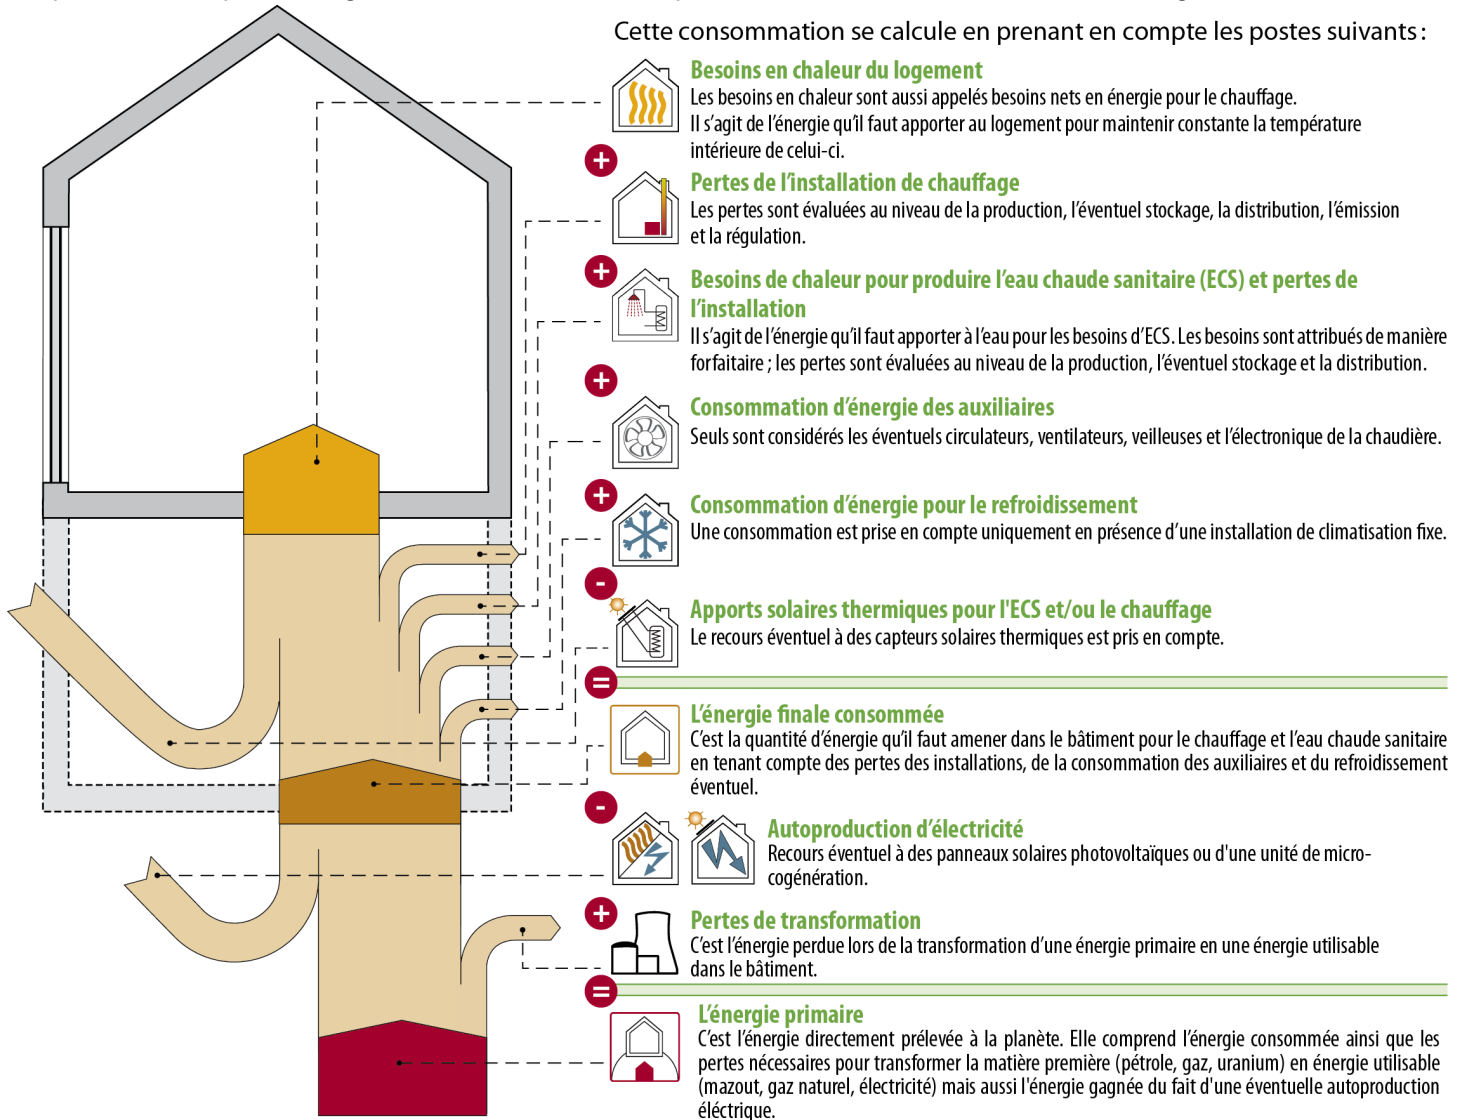 Cette consommation se calcule en prenant en compte les postes suivants :
Besoins en chaleur du logement
Les besoins en chaleur sont aussi appelés besoins nets en énergie pour le chauffage.
Il s'agit de l'énergie qu'il faut apporter au logement pour maintenir constante la température
intérieure de celui-ci.
+
Pertes de l'installation de chauffage
Les pertes sont évaluées au niveau de la production, l'éventuel stockage, la distribution, l'émission
et la régulation.
+
Besoins de chaleur pour produire l'eau chaude sanitaire (ECS) et pertes de
l'installation
Il s'agit de l'énergie qu'il faut apporter à l'eau pour les besoins d'ECS. Les besoins sont attribués de manière
forfaitaire ; les pertes sont évaluées au niveau de la production, l'éventuel stockage et la distribution.
+
Consommation d'énergie des auxiliaires
Seuls sont considérés les éventuels circulateurs, ventilateurs, veilleuses et l'électronique de la chaudière.
+
Consommation d'énergie pour le refroidissement
Une consommation est prise en compte uniquement en présence d'une installation de climatisation fixe.
-
Apports solaires thermiques pour l'ECS et/ou le chauffage
Le recours éventuel à des capteurs solaires thermiques est pris en compte.
=
L'énergie finale consommée
C'est la quantité d'énergie qu'il faut amener dans le bâtiment pour le chauffage et l'eau chaude sanitaire
en tenant compte des pertes des installations, de la consommation des auxiliaires et du refroidissement
éventuel.
-
Autoproduction d'électricité
Recours éventuel à des panneaux solaires photovoltaïques ou d'une unité de micro-
cogénération.
+
Pertes de transformation
C'est l'énergie perdue lors de la transformation d'une énergie primaire en une énergie utilisable
dans le bâtiment.
=
L'énergie primaire
C'est l'énergie directement prélevée à la planète. Elle comprend l'énergie consommée ainsi que les
pertes nécessaires pour transformer la matière première (pétrole, gaz, uranium) en énergie utilisable
(mazout, gaz naturel, électricité) mais aussi l'énergie gagnée du fait d'une éventuelle autoproduction
éléctrique.